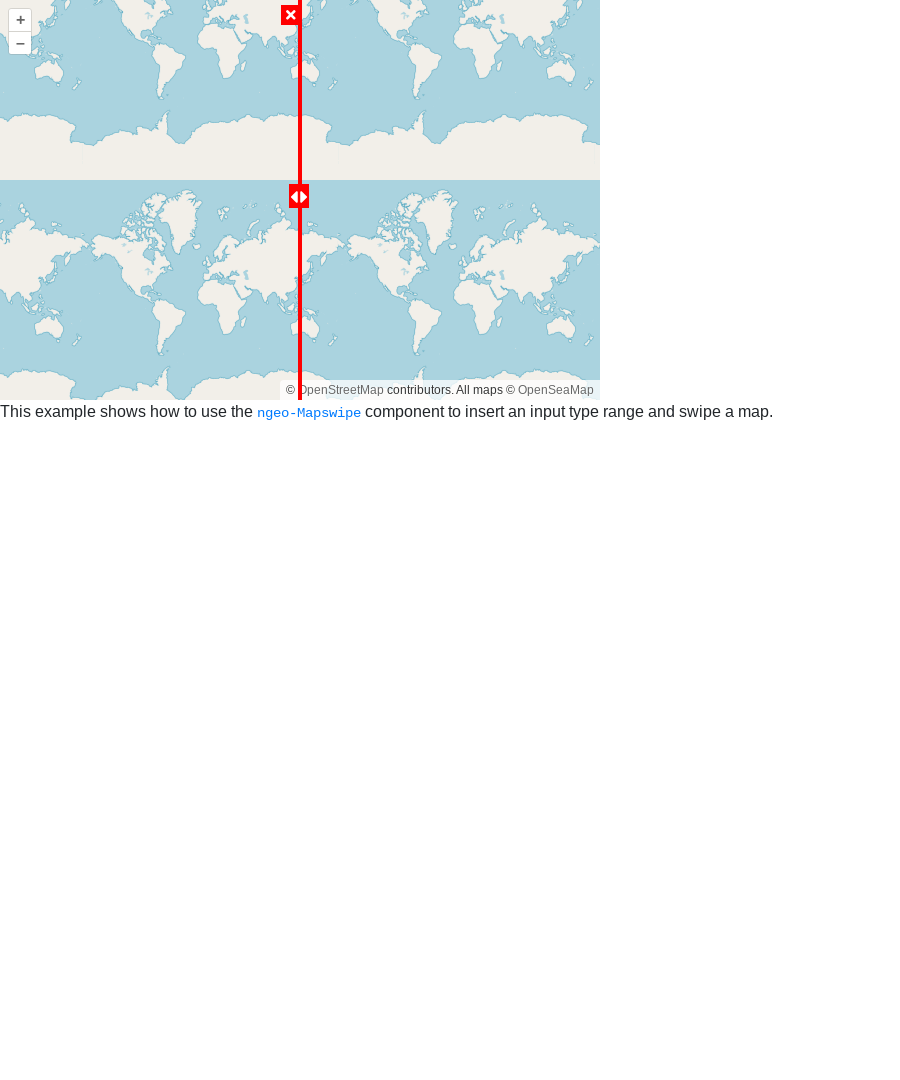 +
−
© OpenStreetMap contributors. All maps © OpenSeaMap
This example shows how to use the ngeo-Mapswipe component to insert an input type range and swipe a map.